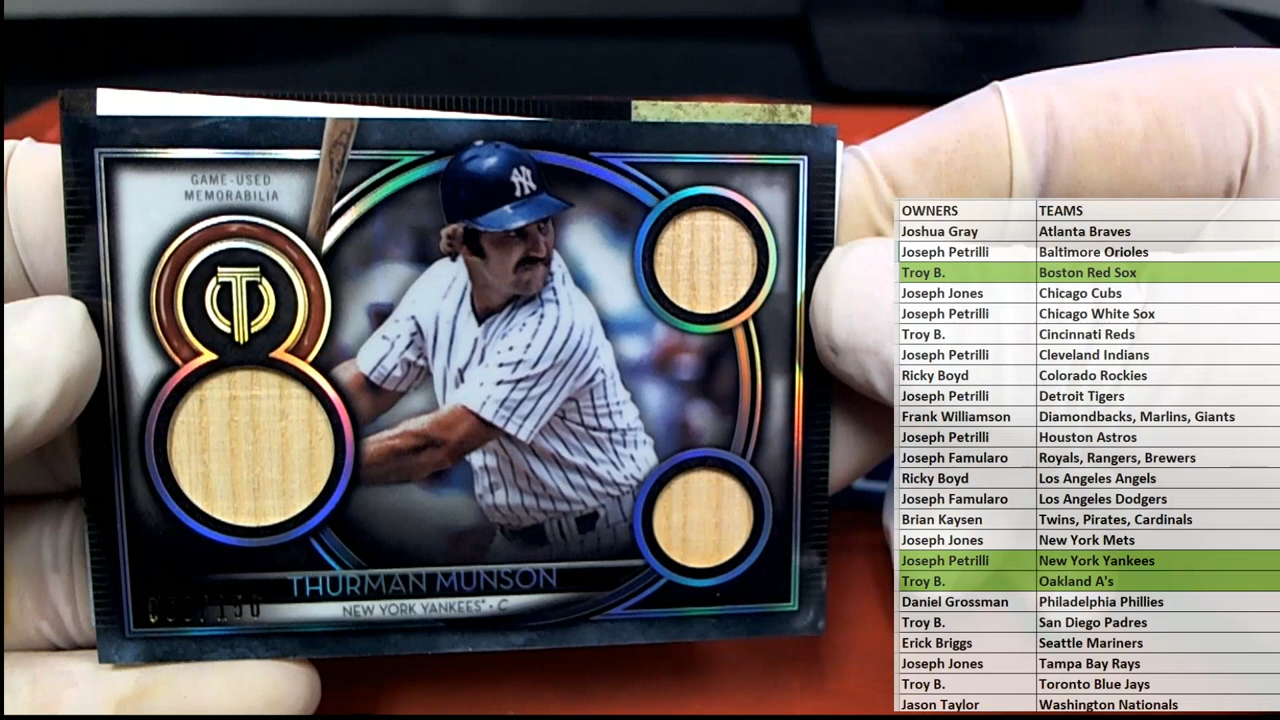 GAME-USED
MEMORABILIA
NY
THURMAN MUNSON
NEW YORK YANKEES® • C
OWNERS TEAMS
Joshua Gray Atlanta Braves
Joseph Petrilli Baltimore Orioles
Troy B. Boston Red Sox
Joseph Jones Chicago Cubs
Joseph Petrilli Chicago White Sox
Troy B. Cincinnati Reds
Joseph Petrilli Cleveland Indians
Ricky Boyd Colorado Rockies
Joseph Petrilli Detroit Tigers
Frank Williamson Diamondbacks, Marlins, Giants
Joseph Petrilli Houston Astros
Joseph Famularo Royals, Rangers, Brewers
Ricky Boyd Los Angeles Angels
Joseph Famularo Los Angeles Dodgers
Brian Kaysen Twins, Pirates, Cardinals
Joseph Jones New York Mets
Joseph Petrilli New York Yankees
Troy B. Oakland A's
Daniel Grossman Philadelphia Phillies
Troy B. San Diego Padres
Erick Briggs Seattle Mariners
Joseph Jones Tampa Bay Rays
Troy B. Toronto Blue Jays
Jason Taylor Washington Nationals